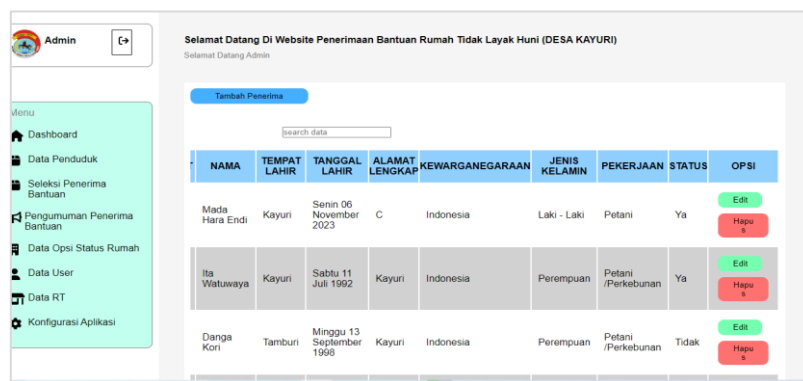 Admin
Selamat Datang Di Website Penerimaan Bantuan Rumah Tidak Layak Huni (DESA KAYURI)
Selamat Datang Admin
Menu
Dashboard
Data Penduduk
Seleksi Penerima
Bantuan
Pengumuman Penerima
Bantuan
Data Opsi Status Rumah
Data User
Data RT
Konfigurasi Aplikasi
Tambah Penerima
search data
NAMA TEMPAT LAHIR TANGGAL LAHIR ALAMAT LENGKAP KEWARGANEGARAAN JENIS KELAMIN PEKERJAAN STATUS OPSI
Mada Hara Endi Kayuri Senin 06 November 2023 C Indonesia Laki - Laki Petani Ya Edit Hapus
Ita Watuwaya Kayuri Sabtu 11 Juli 1992 Kayuri Indonesia Perempuan Petani /Perkebunan Ya Edit Hapus
Danga Kori Tamburi Minggu 13 September 1998 Kayuri Indonesia Perempuan Petani /Perkebunan Tidak Edit Hapus